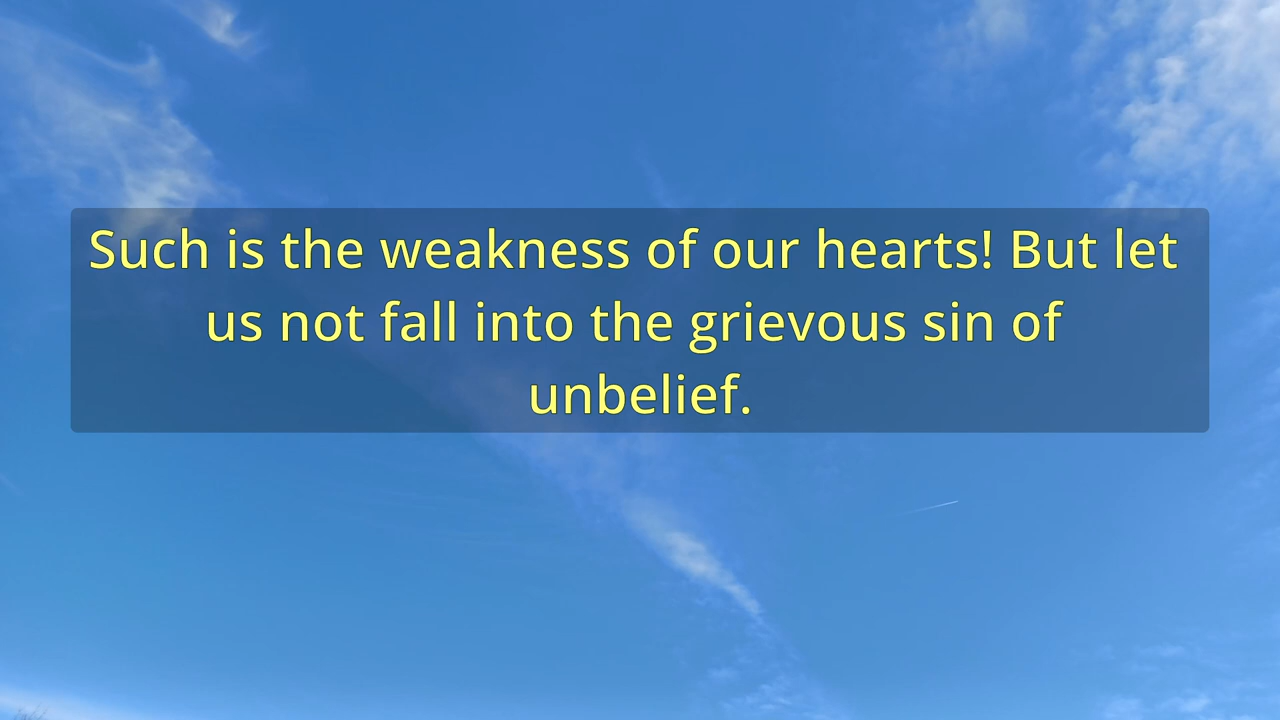 Such is the weakness of our hearts! But let
us not fall into the grievous sin of
unbelief.